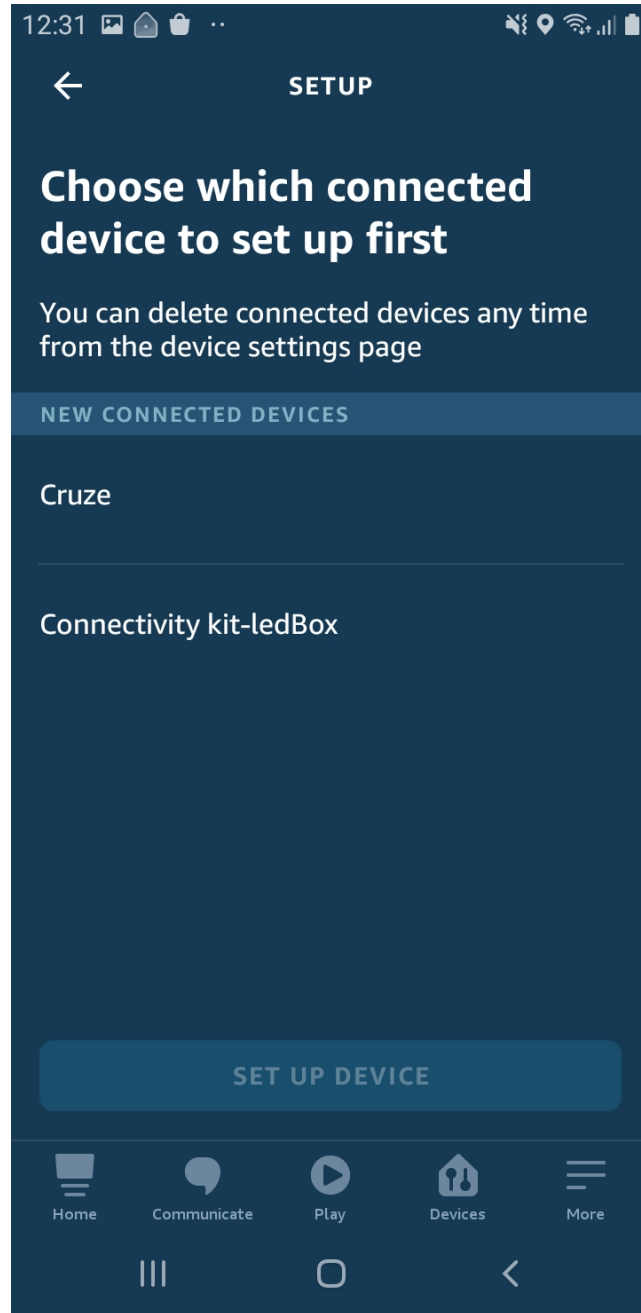 12:31
SETUP
Choose which connected
device to set up first
You can delete connected devices any time
from the device settings page
NEW CONNECTED DEVICES
Cruze
Connectivity kit-ledBox
SET UP DEVICE
Home Communicate Play Devices More